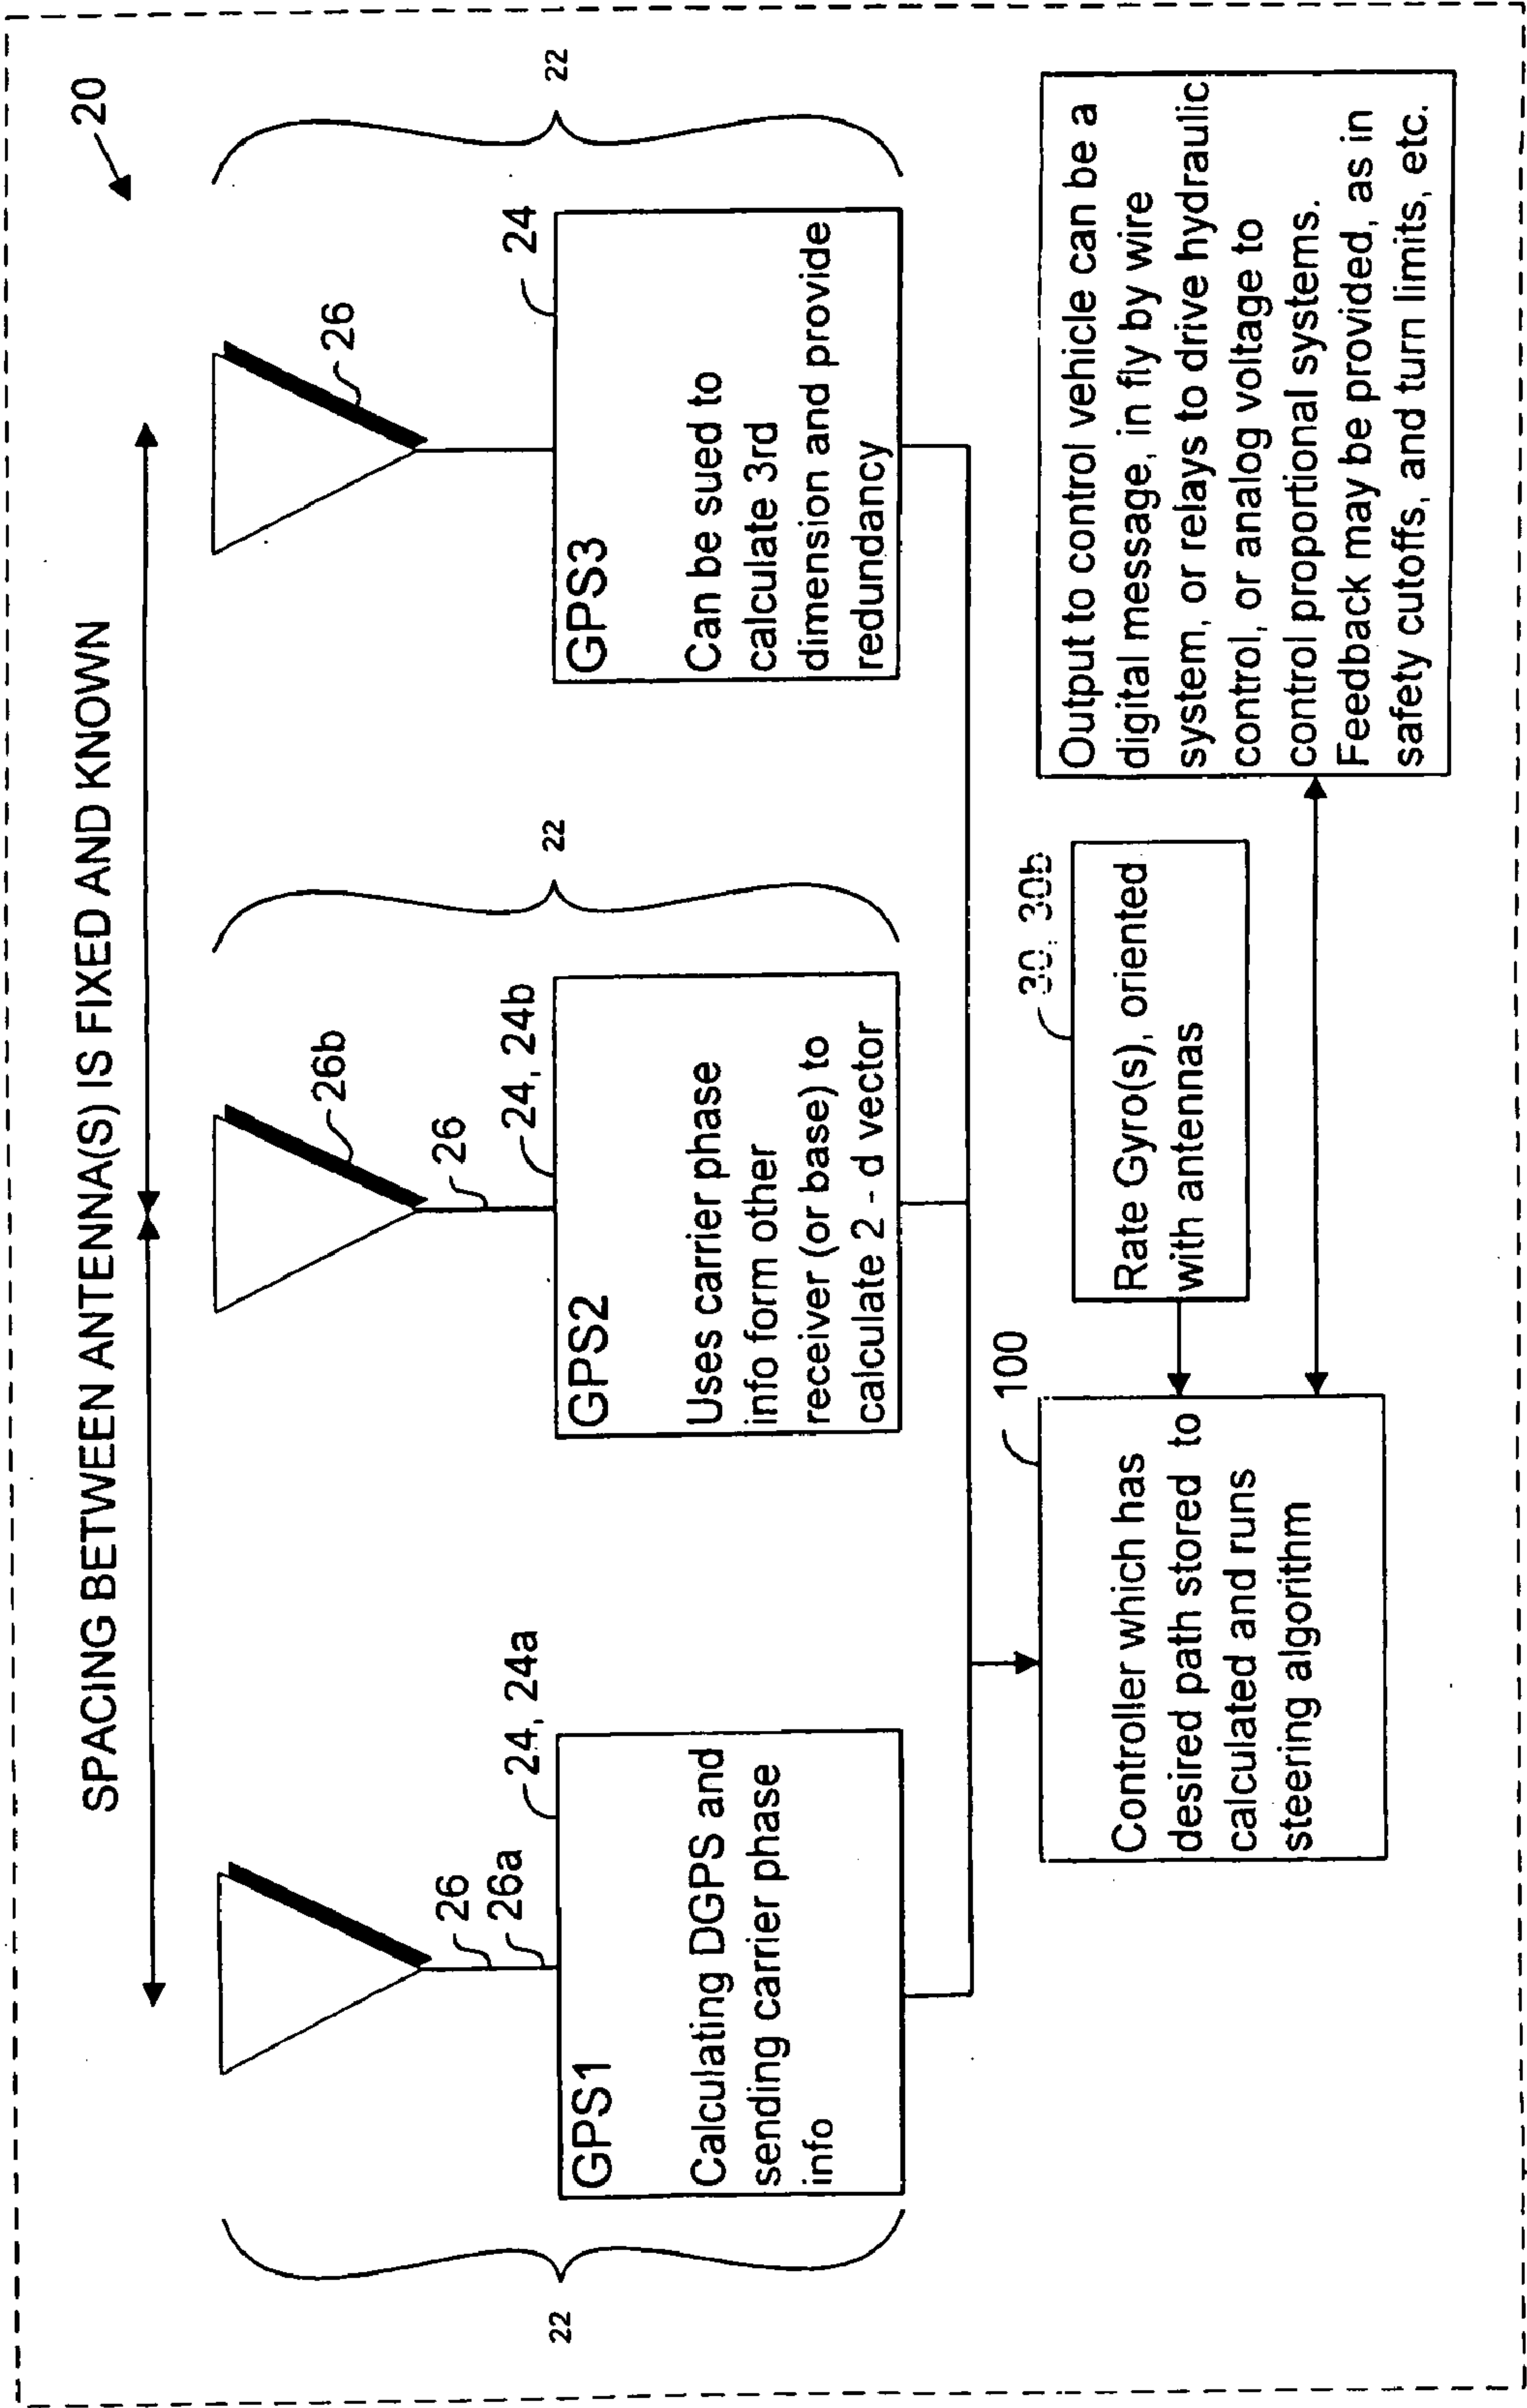 20
SPACING BETWEEN ANTENNA(S) IS FIXED AND KNOWN
26
26a
24, 24a
22
GPS1
Calculating DGPS and
sending carrier phase
info
26b
26
24, 24b
22
GPS2
Uses carrier phase
info form other
receiver (or base) to
calculate 2 - d vector
26
24
22
GPS3
Can be sued to
calculate 3rd
dimension and provide
redundancy
100
Controller which has
desired path stored to
calculated and runs
steering algorithm
30, 30b
Rate Gyro(s), oriented
with antennas
Output to control vehicle can be a
digital message, in fly by wire
system, or relays to drive hydraulic
control, or analog voltage to
control proportional systems.
Feedback may be provided, as in
safety cutoffs, and turn limits, etc.